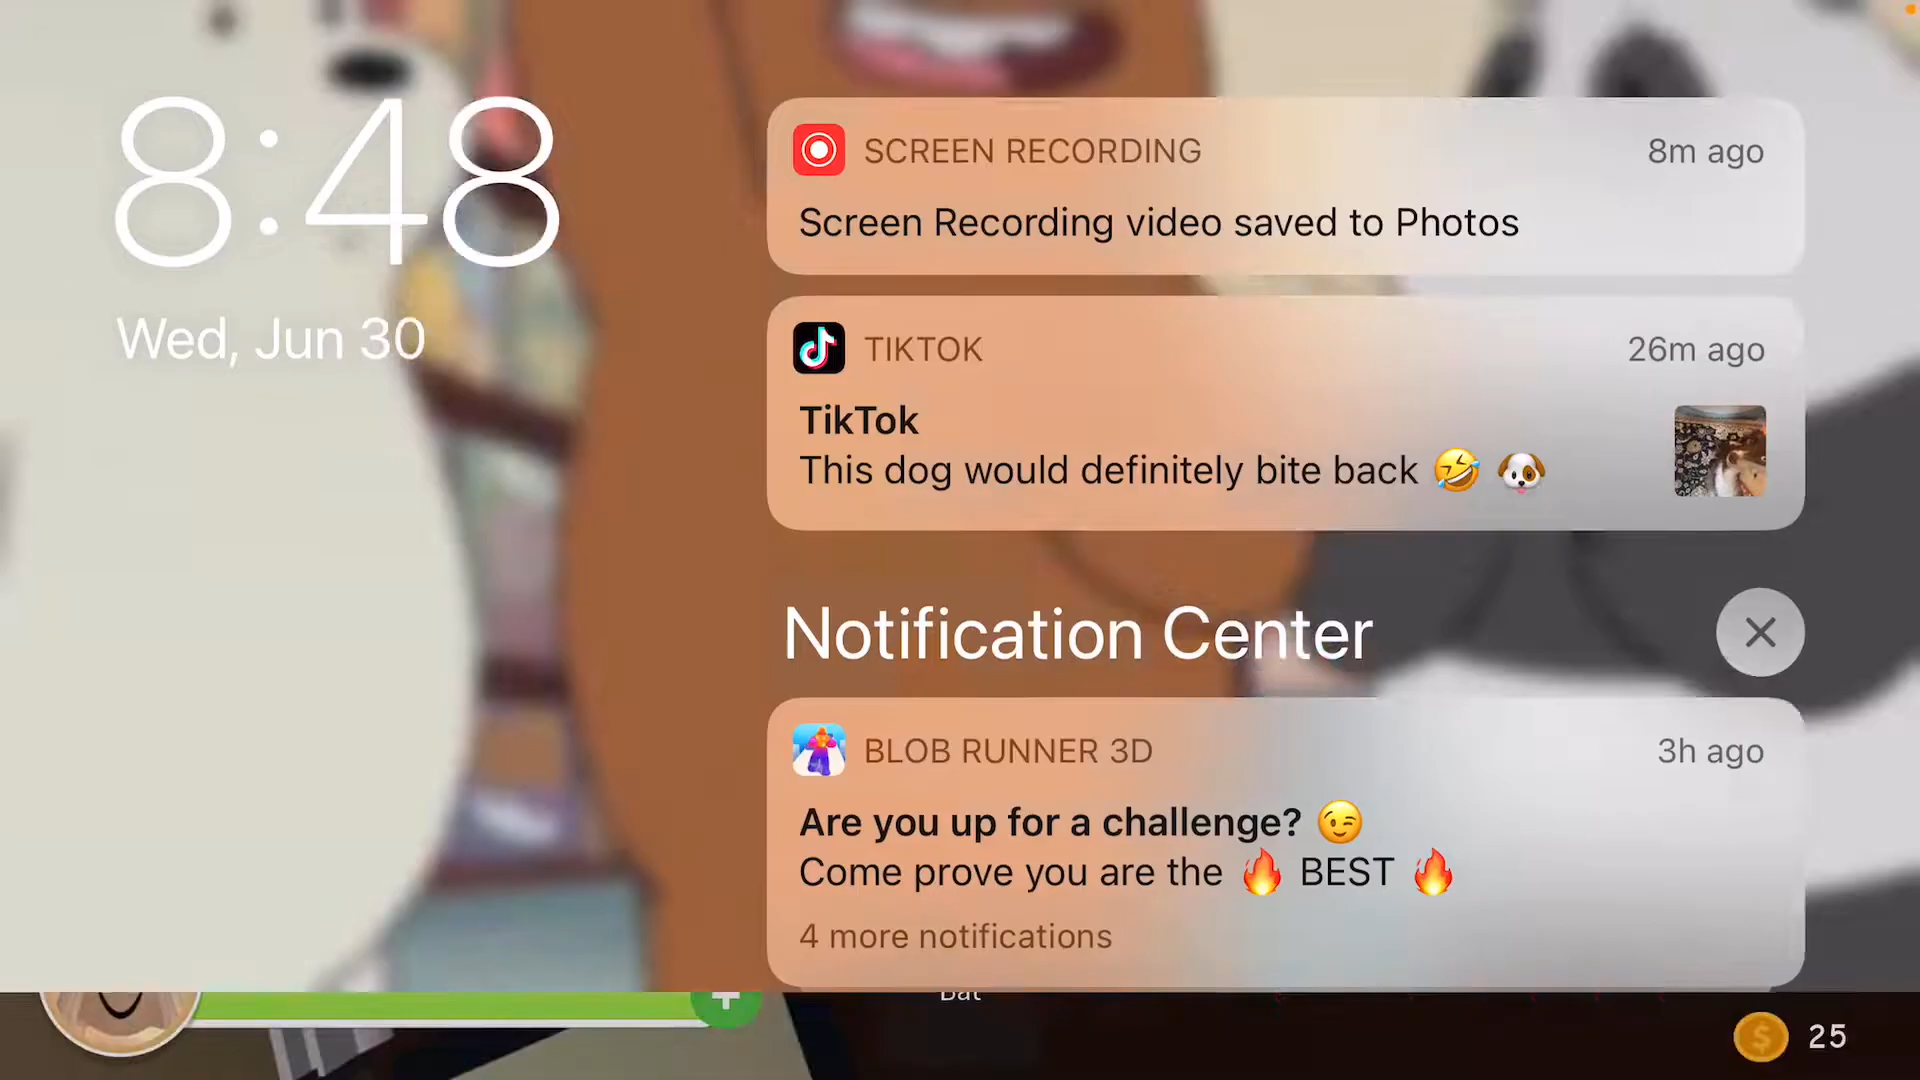 8:48
Wed, Jun 30
SCREEN RECORDING
8m ago
Screen Recording video saved to Photos
TIKTOK
26m ago
TikTok
This dog would definitely bite back 🤣 🐶
Notification Center
BLOB RUNNER 3D
3h ago
Are you up for a challenge? 😉
Come prove you are the 🔥 BEST 🔥
4 more notifications
Bat
25